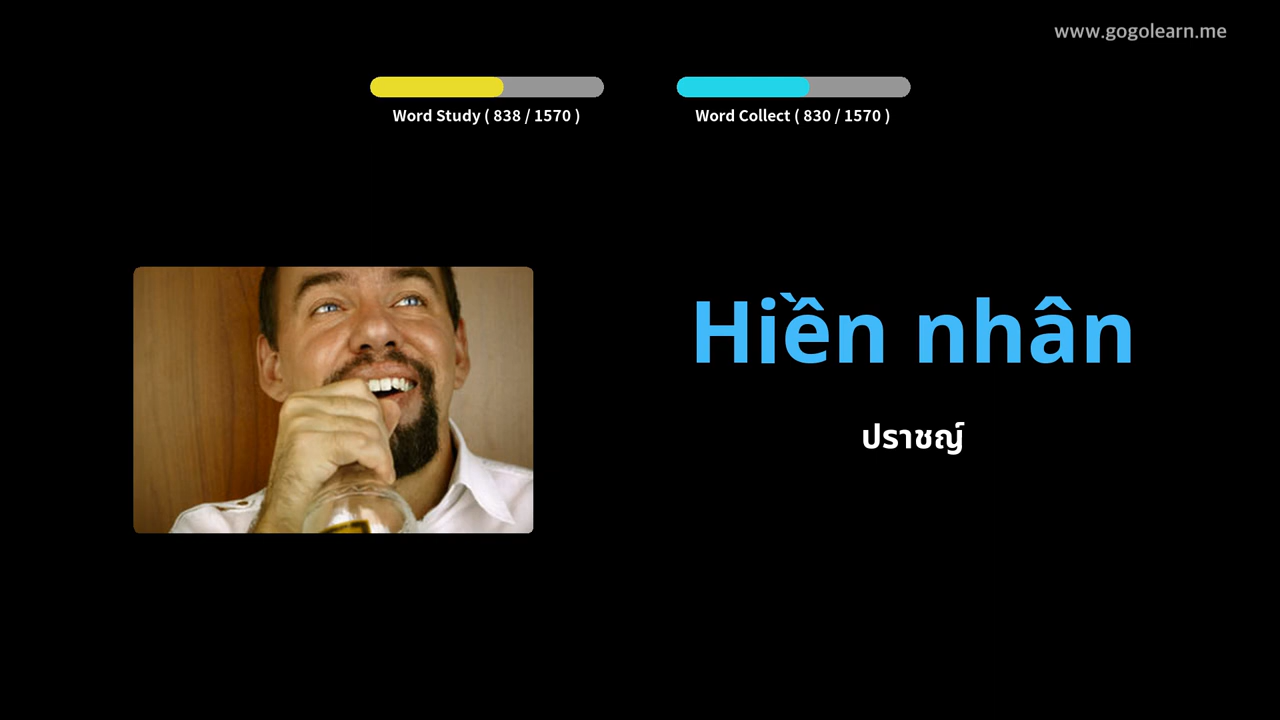 www.gogolearn.me
Word Study ( 838 / 1570 )
Word Collect ( 830 / 1570 )
Hiền nhân
ปราชญ์